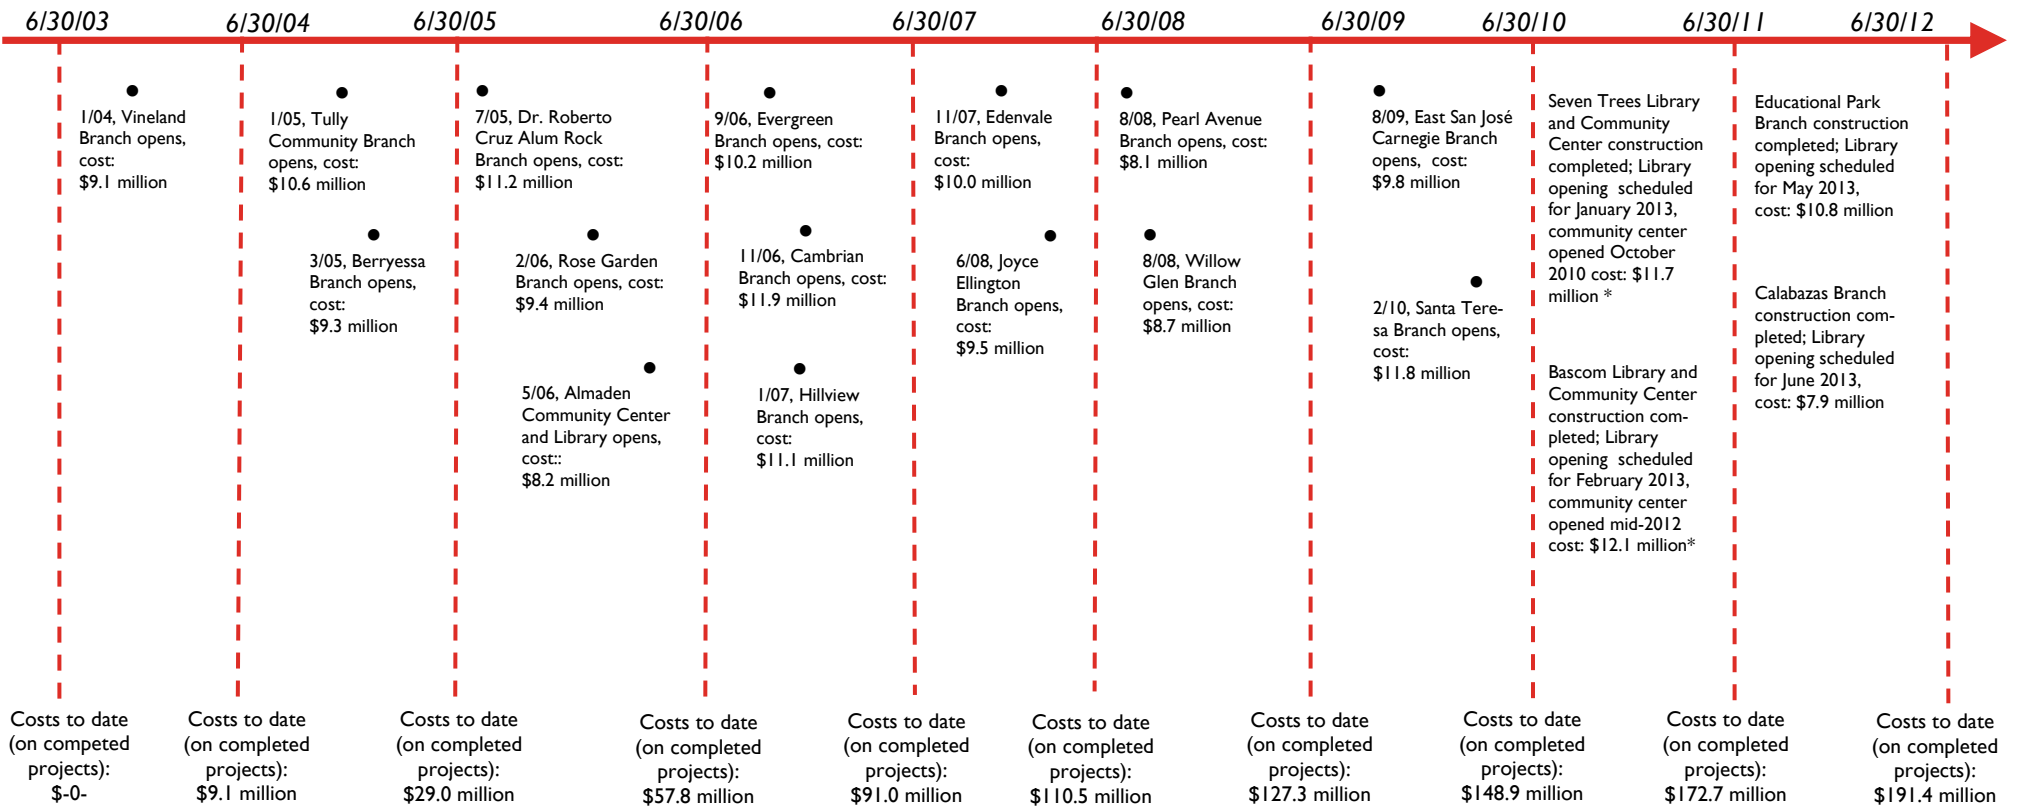 6/30/03
6/30/04
6/30/05
6/30/06
6/30/07
6/30/08
6/30/09
6/30/10
6/30/11
6/30/12
1/04, Vineland
Branch opens,
cost:
$9.1 million
1/05, Tully
Community Branch
opens, cost:
$10.6 million
3/05, Berryessa
Branch opens,
cost:
$9.3 million
7/05, Dr. Roberto
Cruz Alum Rock
Branch opens, cost:
$11.2 million
2/06, Rose Garden
Branch opens, cost:
$9.4 million
5/06, Almaden
Community Center
and Library opens,
cost::
$8.2 million
9/06, Evergreen
Branch opens, cost:
$10.2 million
11/06, Cambrian
Branch opens, cost:
$11.9 million
1/07, Hillview
Branch opens,
cost:
$11.1 million
11/07, Edenvale
Branch opens,
cost:
$10.0 million
6/08, Joyce
Ellington
Branch opens,
cost:
$9.5 million
8/08, Pearl Avenue
Branch opens, cost:
$8.1 million
8/08, Willow
Glen Branch
opens, cost:
$8.7 million
8/09, East San José
Carnegie Branch
opens,  cost:
$9.8 million
2/10, Santa Tere-
sa Branch opens,
cost:
$11.8 million
Seven Trees Library
and Community
Center construction
completed; Library
opening  scheduled
for January 2013,
community center
opened October
2010 cost: $11.7
million *
Bascom Library and
Community Center
construction com-
pleted; Library
opening  scheduled
for February 2013,
community center
opened mid-2012
cost: $12.1 million*
Educational Park
Branch construction
completed; Library
opening scheduled
for May 2013,
cost: $10.8 million
Calabazas Branch
construction com-
pleted; Library
opening scheduled
for June 2013,
cost: $7.9 million
Costs to date
(on competed
projects):
$-0-
Costs to date
(on completed
projects):
$9.1 million
Costs to date
(on completed
projects):
$29.0 million
Costs to date
(on completed
projects):
$57.8 million
Costs to date
(on completed
projects):
$91.0 million
Costs to date
(on completed
projects):
$110.5 million
Costs to date
(on completed
projects):
$127.3 million
Costs to date
(on completed
projects):
$148.9 million
Costs to date
(on completed
projects):
$172.7 million
Costs to date
(on completed
projects):
$191.4 million